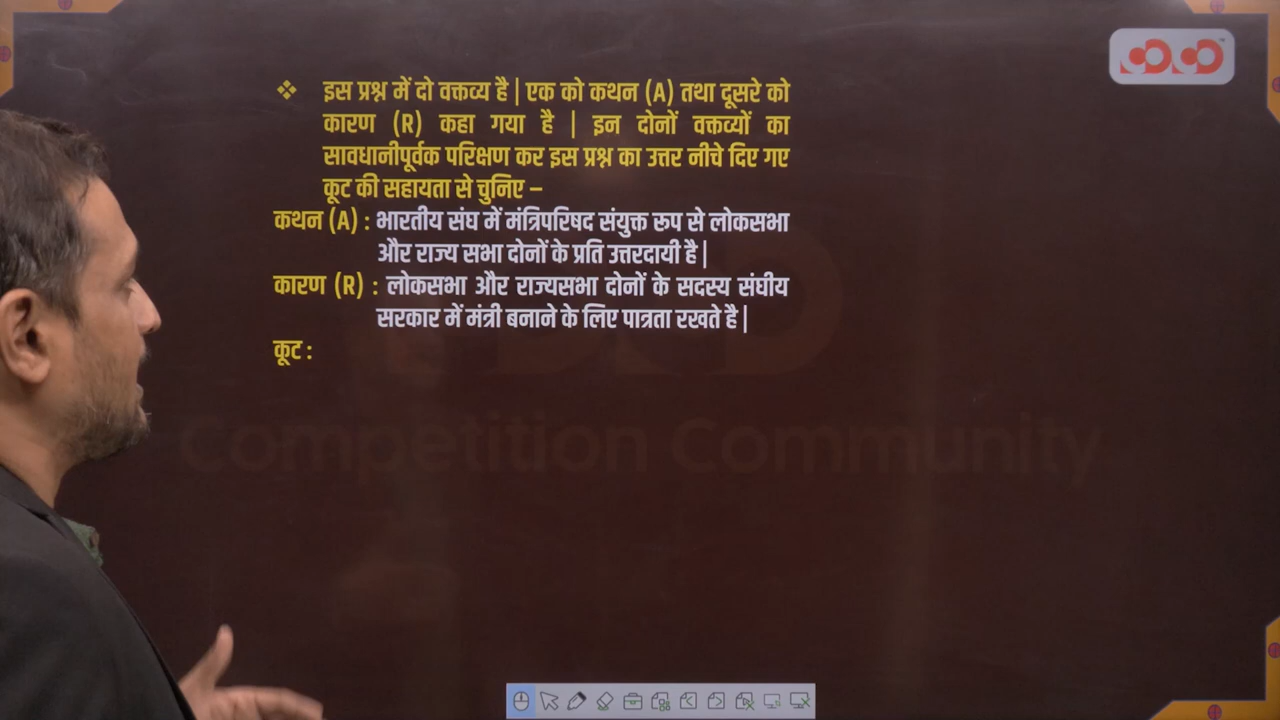 ❖ इस प्रश्न में दो वक्तव्य है | एक को कथन (A) तथा दूसरे को
कारण (R) कहा गया है | इन दोनों वक्तव्यों का
सावधानीपूर्वक परिक्षण कर इस प्रश्न का उत्तर नीचे दिए गए
कूट की सहायता से चुनिए –
कथन (A) : भारतीय संघ में मंत्रिपरिषद संयुक्त रूप से लोकसभा
और राज्य सभा दोनों के प्रति उत्तरदायी है |
कारण (R) : लोकसभा और राज्यसभा दोनों के सदस्य संघीय
सरकार में मंत्री बनाने के लिए पात्रता रखते है |
कूट :
Competition Community